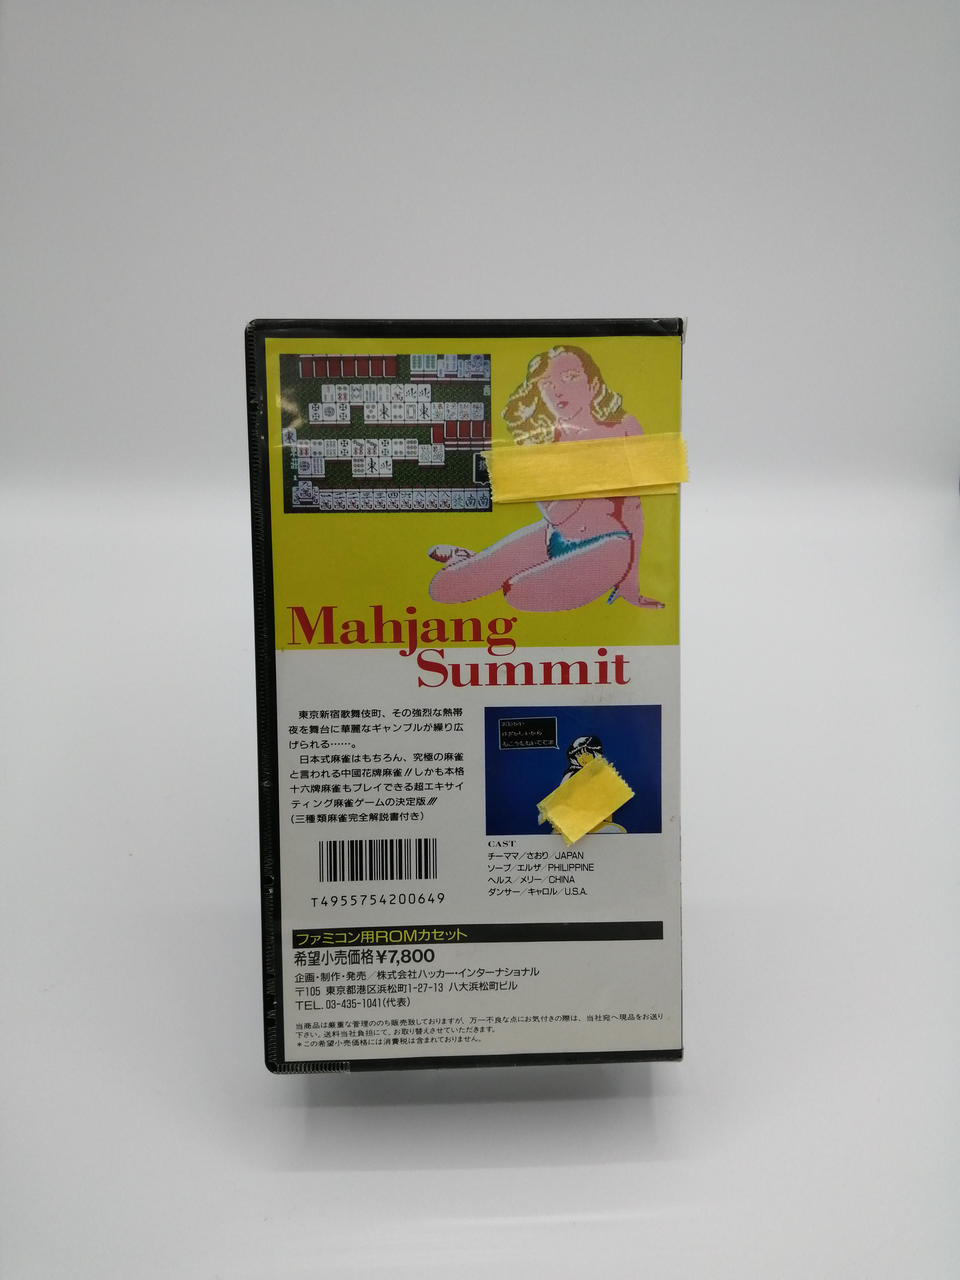 Mahjang
Summit
東京新宿歌舞伎町、その強烈な熱帯
夜を舞台に華麗なギャンブルが繰り広
げられる……。
日本式麻雀はもちろん、究極の麻雀
と言われる中國花牌麻雀!!しかも本格
十六牌麻雀もプレイできる超エキサイ
ティング麻雀ゲームの決定版!!!
(三種類麻雀完全解説書付き)
CAST
チーママ/さおり/JAPAN
ソープ/エルザ/PHILIPPINE
ヘルス/メリー/CHINA
ダンサー/キャロル/U.S.A.
T4955754200649
ファミコン用ROMカセット
希望小売価格¥7,800
企画・制作・発売/株式会社ハッカー・インターナショナル
〒105 東京都港区浜松町1-27-13 八大浜松町ビル
TEL. 03-435-1041(代表)
当商品は厳重な管理ののち販売致しておりますが、万一不良な点にお気付きの際は、当社宛へ現品をお送り
下さい。送料当社負担にて、お取り替えさせていただきます。
*この希望小売価格には消費税は含まれておりません。